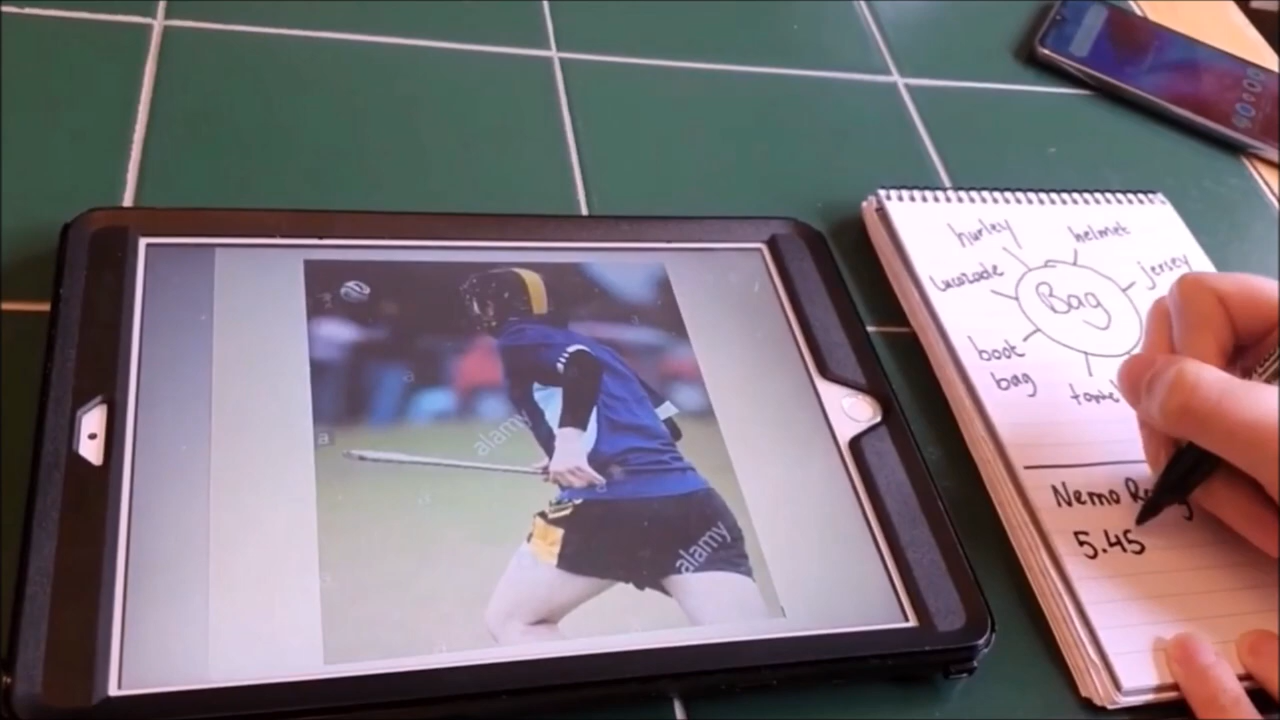 hurley
helmet
Lucozade
jersey
Bag
boot
bag
Nemo
5.45
alamy
alamy
a
a
a